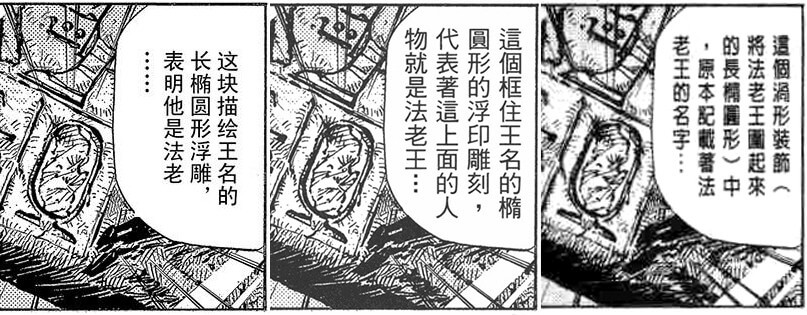 这块描绘王名的
长椭圆形浮雕，
表明他是法老
……
這個框住王名的橢
圓形的浮印雕刻，
代表著這上面的人
物就是法老王…
這個渦形裝飾（
將法老王圍起來
的長橢圓形）中
，原本記載著法
老王的名字…